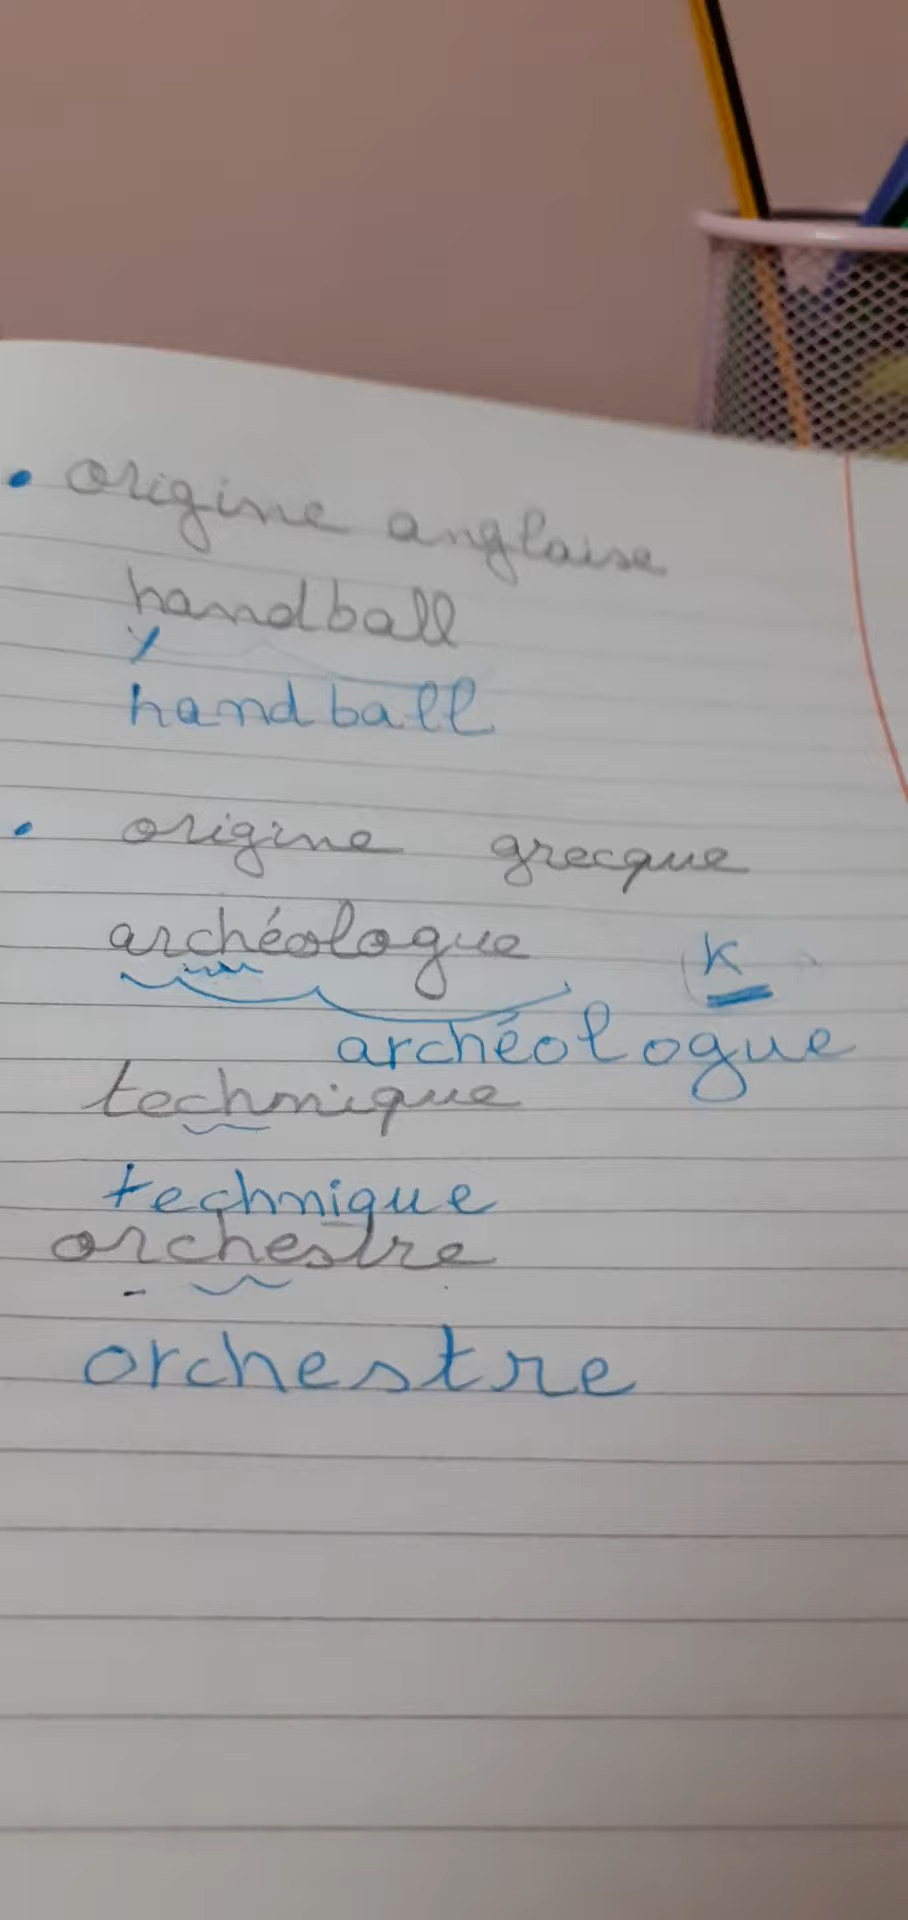 • origine anglaise
handball
handball
• origine grecque
archéologue K
archéologue
technique
technique
orchestre
orchestre